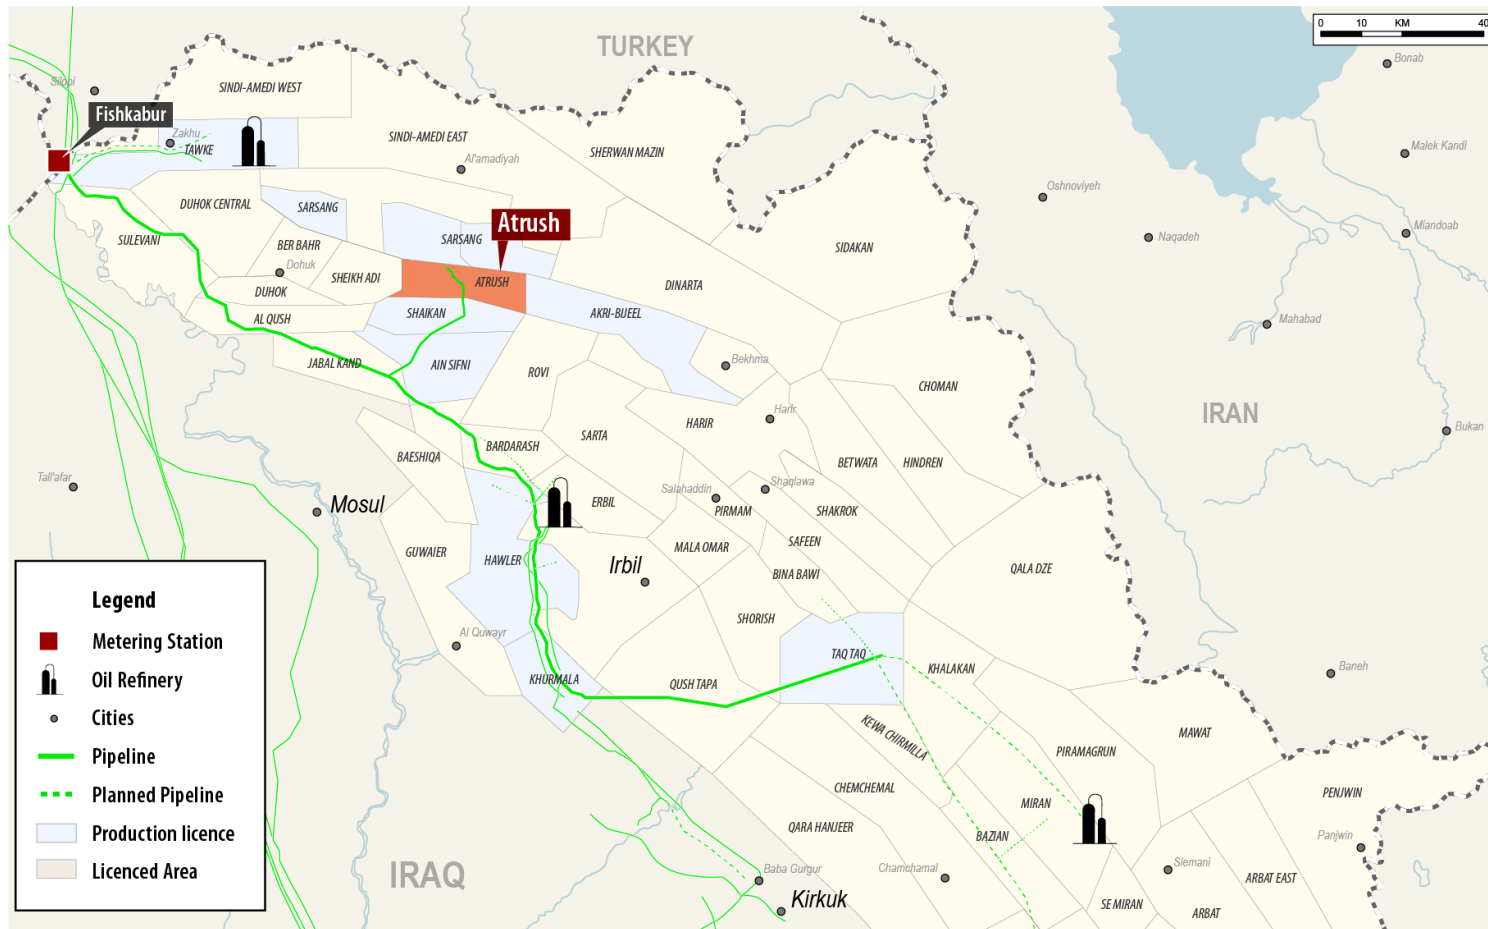 0 10 KM 40
TURKEY
Bonab
Silopi
SINDI-AMEDI WEST
Fishkabur
Zakhu
TAWKE
SINDI-AMEDI EAST
SHERWAN MAZIN
Al'amadiyah
Malek Kandi
Oshnoviyeh
DUHOK CENTRAL
SARSANG
Atrush
SULEVANI
BER BAHR
SARSANG
SIDAKAN
Naqadeh
Miandoab
Dohuk
SHEIKH ADI
ATRUSH
DINARTA
DUHOK
AL QUSH
SHAIKAN
AKRI-BIJEEL
Mahabad
JABAL KAND
AIN SIFNI
ROVI
Bekhma
CHOMAN
IRAN
HARIR
Harir
Bukan
SARTA
BARDARASH
BAESHIQA
BETWATA
HINDREN
Tall'afar
Mosul
Salahaddin
Shaqlawa
ERBIL
PIRMAM
SHAKROK
GUWAIER
HAWLER
MALA OMAR
SAFEEN
Irbil
BINA BAWI
QALA DZE
SHORISH
Al Quwayr
TAQ TAQ
KHALAKAN
Baneh
KHURMALA
QUSH TAPA
KEWA CHIRMILLA
MAWAT
PIRAMAGRUN
CHEMCHEMAL
MIRAN
PENJWIN
QARA HANJEER
BAZIAN
Panjwin
IRAQ
Baba Gurgur
Chamchamal
Slemani
ARBAT EAST
Kirkuk
SE MIRAN
ARBAT
Legend
Metering Station
Oil Refinery
Cities
Pipeline
Planned Pipeline
Production licence
Licenced Area